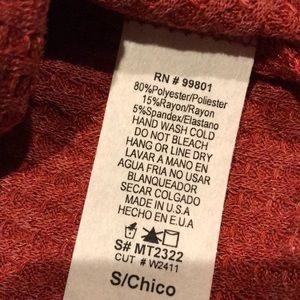 RN # 99801
80%Polyester/Poliester
15%Rayon/Rayon
5%Spandex/Elastano
HAND WASH COLD
DO NOT BLEACH
HANG OR LINE DRY
LAVAR A MANO EN
AGUA FRIA NO USAR
BLANQUEADOR
SECAR COLGADO
MADE IN U.S.A
HECHO EN E.U.A
S# MT2322
CUT # W2411
S/Chico